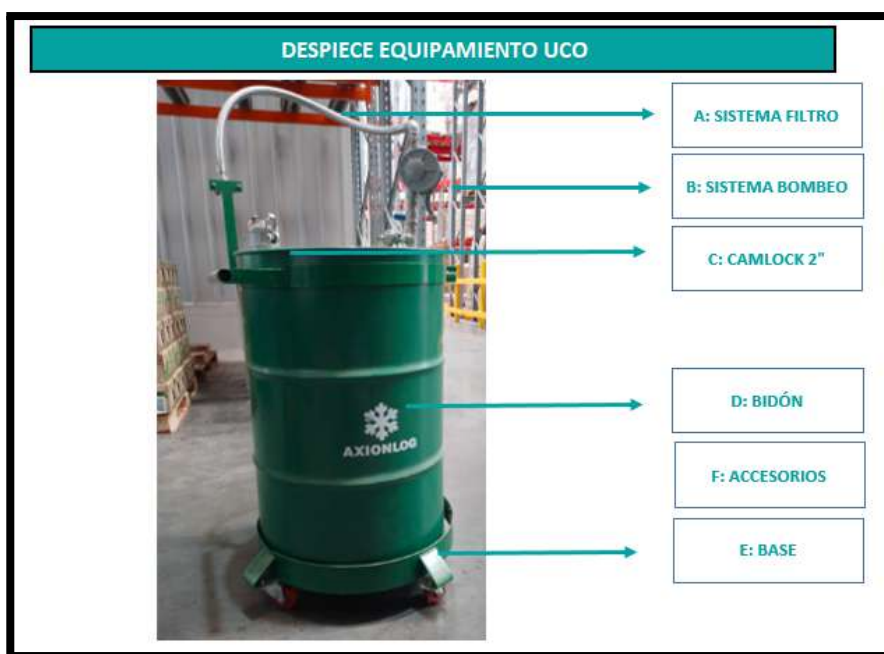 DESPIECE EQUIPAMIENTO UCO
A: SISTEMA FILTRO
B: SISTEMA BOMBEO
C: CAMLOCK 2"
AXIONLOG
D: BIDÓN
F: ACCESORIOS
E: BASE